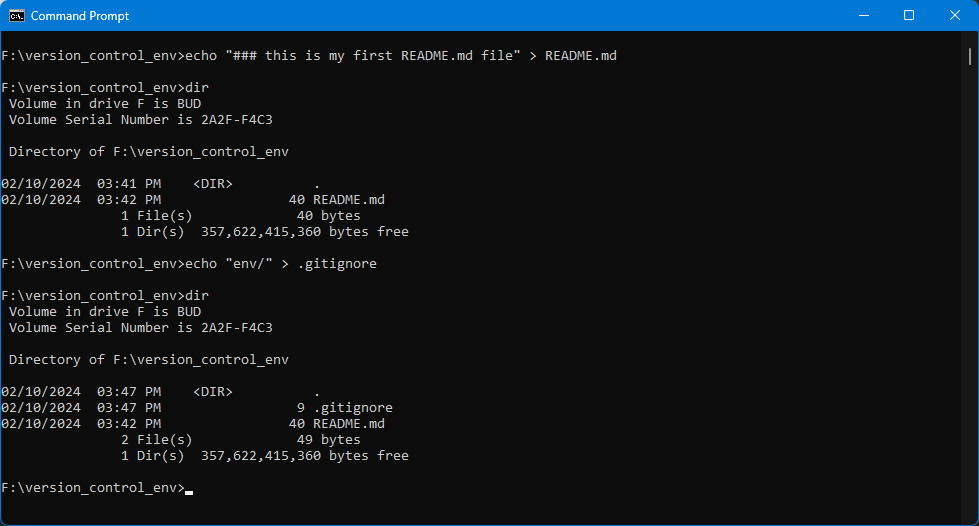 Command Prompt
F:\version_control_env>echo "### this is my first README.md file" > README.md
F:\version_control_env>dir
 Volume in drive F is BUD
 Volume Serial Number is 2A2F-F4C3
 Directory of F:\version_control_env
02/10/2024  03:41 PM    <DIR>          .
02/10/2024  03:42 PM                40 README.md
               1 File(s)             40 bytes
               1 Dir(s)  357,622,415,360 bytes free
F:\version_control_env>echo "env/" > .gitignore
F:\version_control_env>dir
 Volume in drive F is BUD
 Volume Serial Number is 2A2F-F4C3
 Directory of F:\version_control_env
02/10/2024  03:47 PM    <DIR>          .
02/10/2024  03:47 PM                 9 .gitignore
02/10/2024  03:42 PM                40 README.md
               2 File(s)             49 bytes
               1 Dir(s)  357,622,415,360 bytes free
F:\version_control_env>